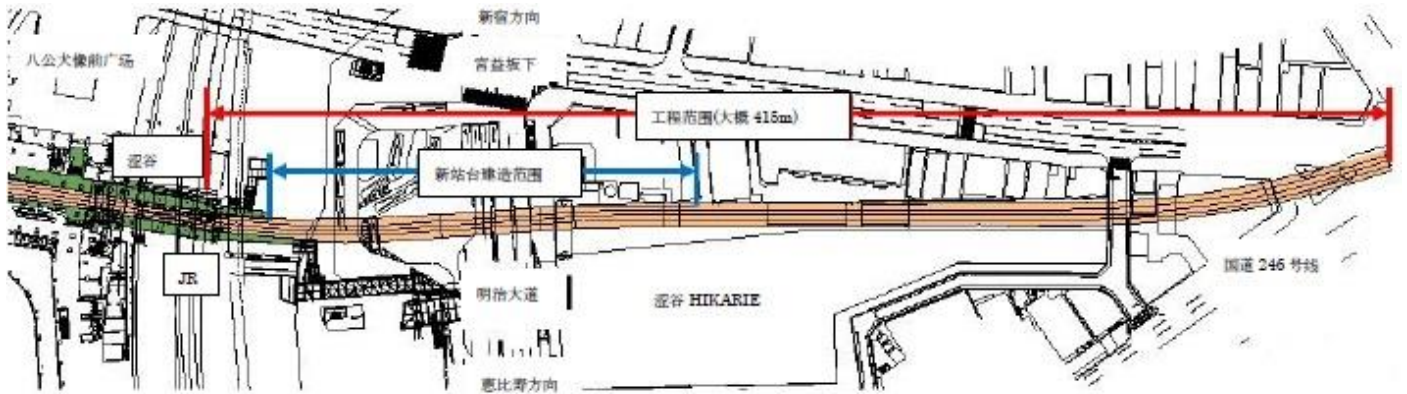 新宿方向
八公犬像前广场
宫益坂下
工程范围(大概 415m)
涩谷
新站台建造范围
JR
明治大道
涩谷 HIKARIE
国道 246 号线
惠比寿方向